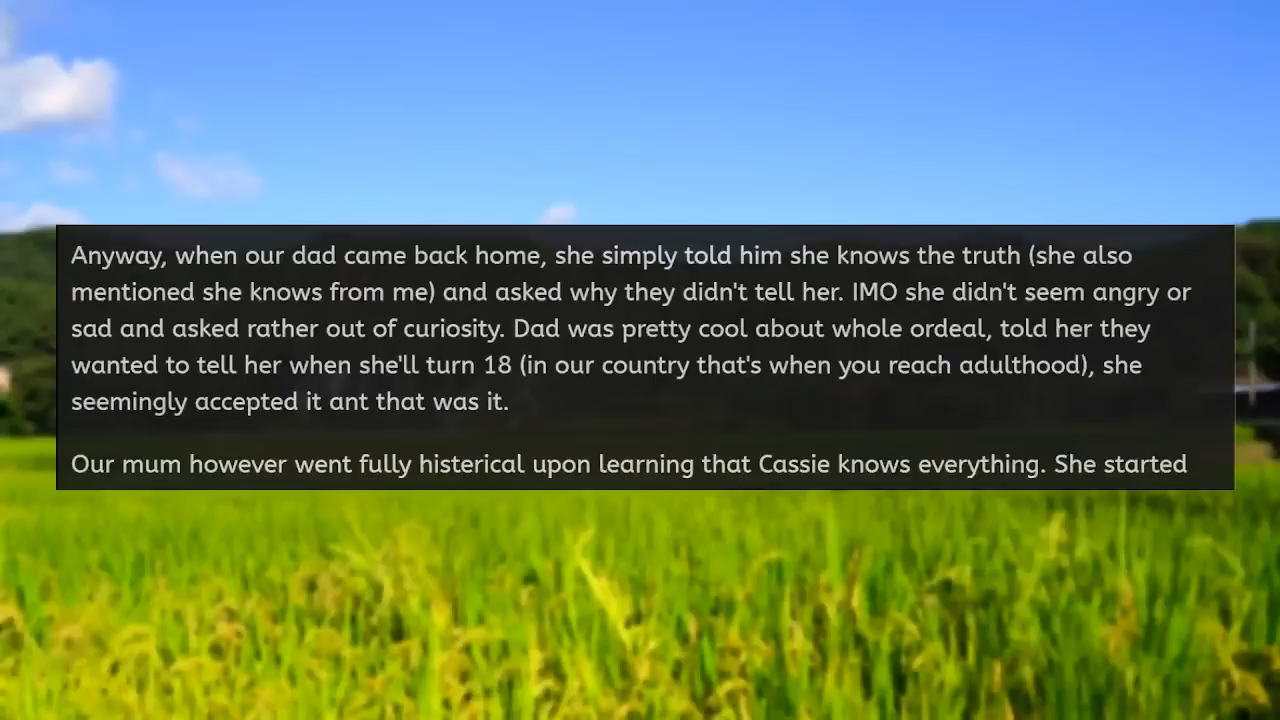 Anyway, when our dad came back home, she simply told him she knows the truth (she also
mentioned she knows from me) and asked why they didn't tell her. IMO she didn't seem angry or
sad and asked rather out of curiosity. Dad was pretty cool about whole ordeal, told her they
wanted to tell her when she'll turn 18 (in our country that's when you reach adulthood), she
seemingly accepted it ant that was it.
Our mum however went fully histerical upon learning that Cassie knows everything. She started